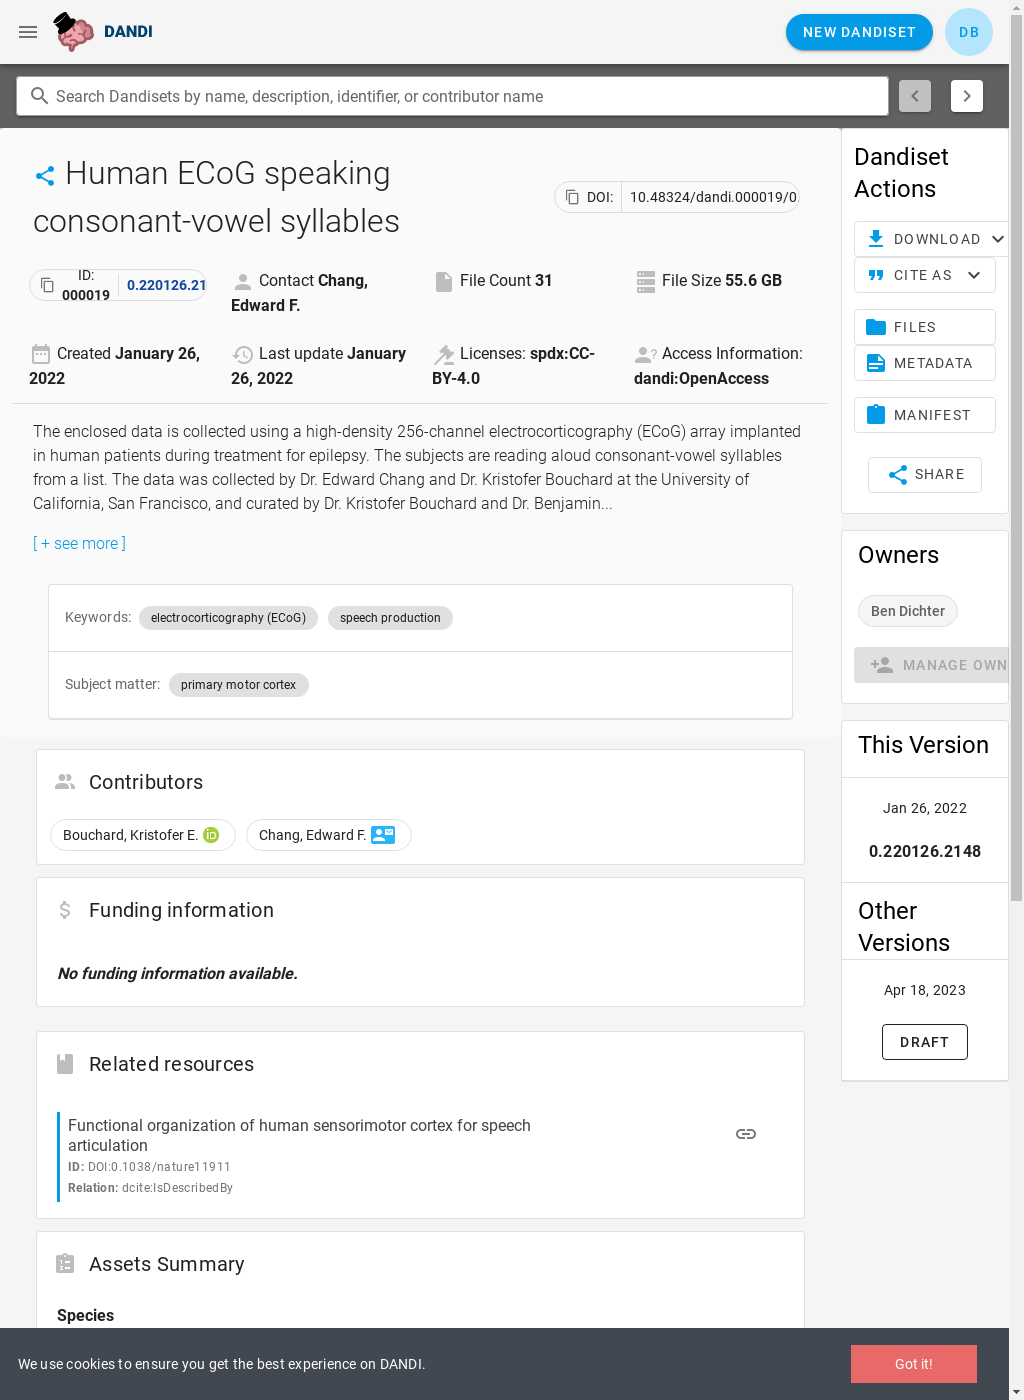 DANDI
NEW DANDISET
DB
Search Dandisets by name, description, identifier, or contributor name
Human ECoG speaking
consonant-vowel syllables
DOI: 10.48324/dandi.000019/0
ID: 000019 0.220126.21
Contact Chang, Edward F.
File Count 31
File Size 55.6 GB
Created January 26, 2022
Last update January 26, 2022
Licenses: spdx:CC-BY-4.0
Access Information: dandi:OpenAccess
The enclosed data is collected using a high-density 256-channel electrocorticography (ECoG) array implanted
in human patients during treatment for epilepsy. The subjects are reading aloud consonant-vowel syllables
from a list. The data was collected by Dr. Edward Chang and Dr. Kristofer Bouchard at the University of
California, San Francisco, and curated by Dr. Kristofer Bouchard and Dr. Benjamin...
[ + see more ]
Keywords: electrocorticography (ECoG) speech production
Subject matter: primary motor cortex
Contributors
Bouchard, Kristofer E. iD Chang, Edward F.
Funding information
No funding information available.
Related resources
Functional organization of human sensorimotor cortex for speech
articulation
ID: DOI:0.1038/nature11911
Relation: dcite:IsDescribedBy
Assets Summary
Species
Dandiset
Actions
DOWNLOAD
CITE AS
FILES
METADATA
MANIFEST
SHARE
Owners
Ben Dichter
MANAGE OWN
This Version
Jan 26, 2022
0.220126.2148
Other
Versions
Apr 18, 2023
DRAFT
We use cookies to ensure you get the best experience on DANDI.
Got it!